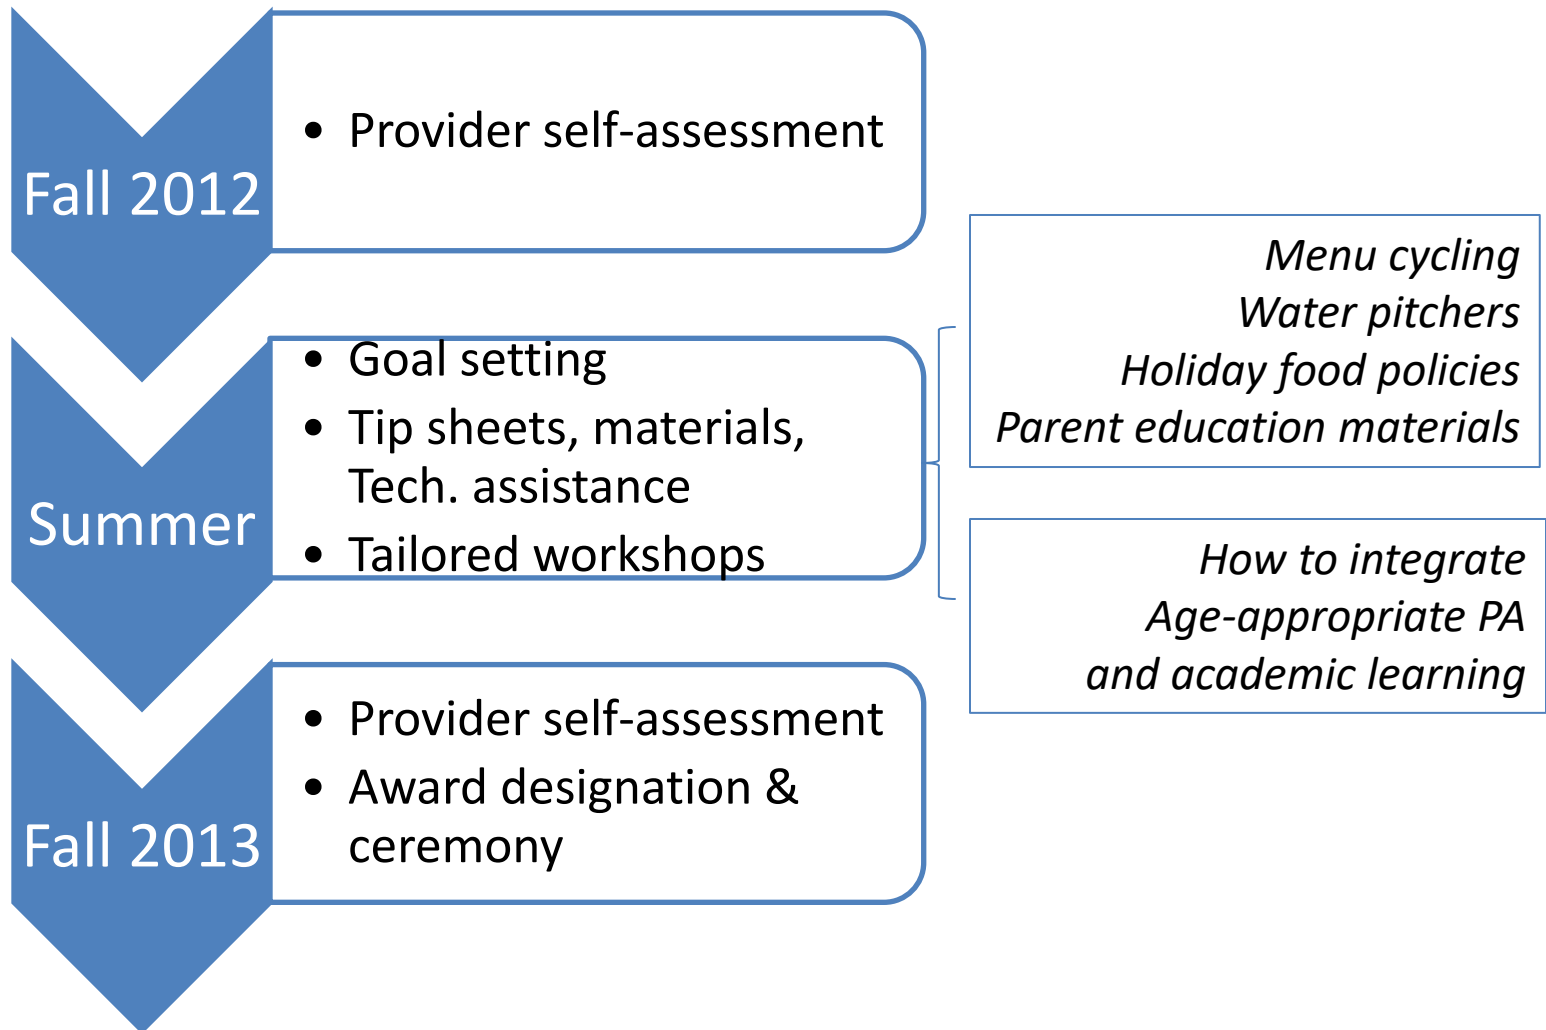 Fall 2012
• Provider self-assessment
Summer
• Goal setting
• Tip sheets, materials,
Tech. assistance
• Tailored workshops
Menu cycling
Water pitchers
Holiday food policies
Parent education materials
How to integrate
Age-appropriate PA
and academic learning
Fall 2013
• Provider self-assessment
• Award designation &
ceremony